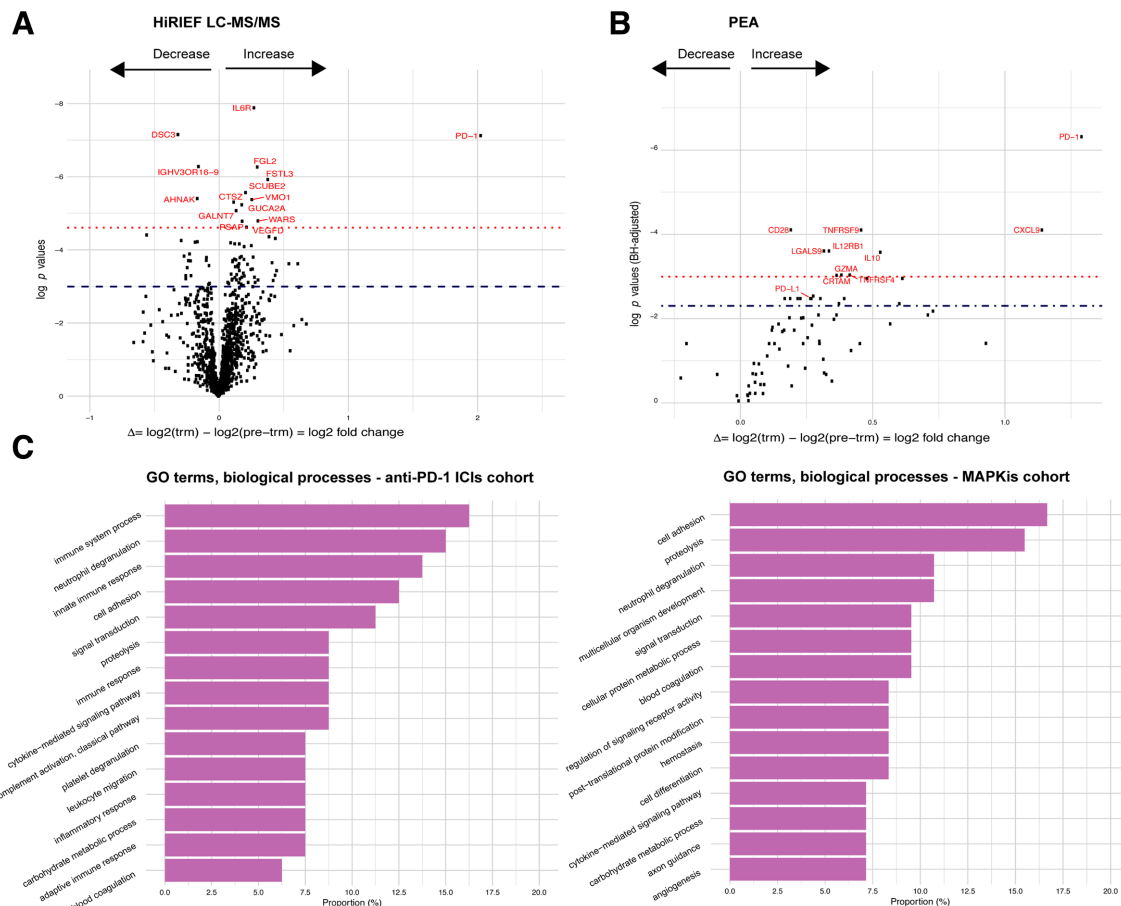 A
HiRIEF LC-MS/MS
Decrease
Increase
−8
−6
−4
−2
0
log p values
IL6R
DSC3
PD−1
FGL2
IGHV3OR16−9
FSTL3
SCUBE2
AHNAK
CTSZ
VMO1
GUCA2A
GALNT7
WARS
PSAP
VEGFD
−1
0
1
2
Δ= log2(trm) − log2(pre−trm) = log2 fold change
B
PEA
Decrease
Increase
−6
−4
−2
0
log p values (BH-adjusted)
PD-1
CD28
TNFRSF9
CXCL9
LGALS9
IL12RB1
IL10
GZMA
CRTAM
TNFRSF4
PD-L1
0.0
0.5
1.0
Δ= log2(trm) − log2(pre−trm) = log2 fold change
C
GO terms, biological processes - anti-PD-1 ICIs cohort
immune system process
neutrophil degranulation
innate immune response
cell adhesion
signal transduction
proteolysis
immune response
cytokine−mediated signaling pathway
omplement activation, classical pathway
platelet degranulation
leukocyte migration
inflammatory response
carbohydrate metabolic process
adaptive immune response
blood coagulation
0.0
2.5
5.0
7.5
10.0
12.5
15.0
17.5
20.0
Proportion (%)
GO terms, biological processes - MAPKis cohort
cell adhesion
proteolysis
neutrophil degranulation
multicellular organism development
signal transduction
cellular protein metabolic process
blood coagulation
regulation of signaling receptor activity
post−translational protein modification
hemostasis
cell differentiation
cytokine−mediated signaling pathway
carbohydrate metabolic process
axon guidance
angiogenesis
0.0
2.5
5.0
7.5
10.0
12.5
15.0
17.5
20.0
Proportion (%)